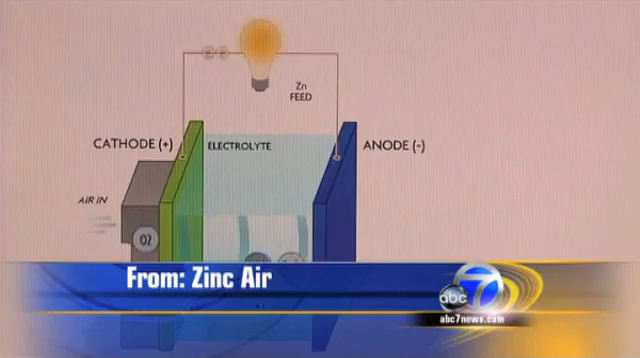 Zn
FEED
CATHODE (+)
ELECTROLYTE
ANODE (-)
AIR IN
O2
From: Zinc Air
abc 7
abc7news.com